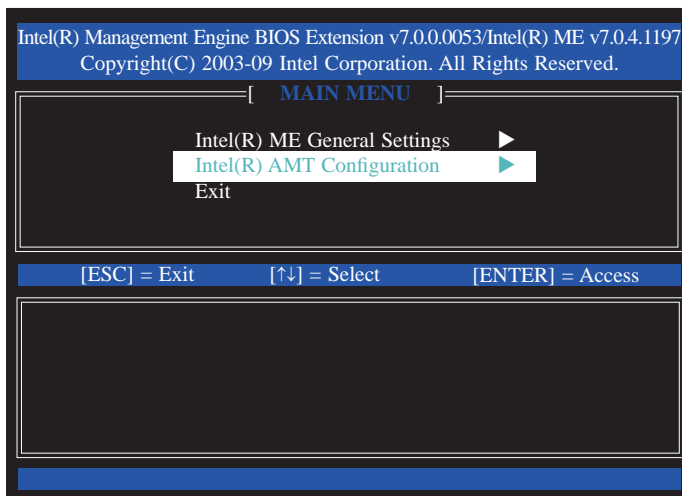 Intel(R) Management Engine BIOS Extension v7.0.0.0053/Intel(R) ME v7.0.4.1197
Copyright(C) 2003-09 Intel Corporation. All Rights Reserved.
[ MAIN MENU ]
Intel(R) ME General Settings ▶
Intel(R) AMT Configuration ▶
Exit
[ESC] = Exit [↑↓] = Select [ENTER] = Access